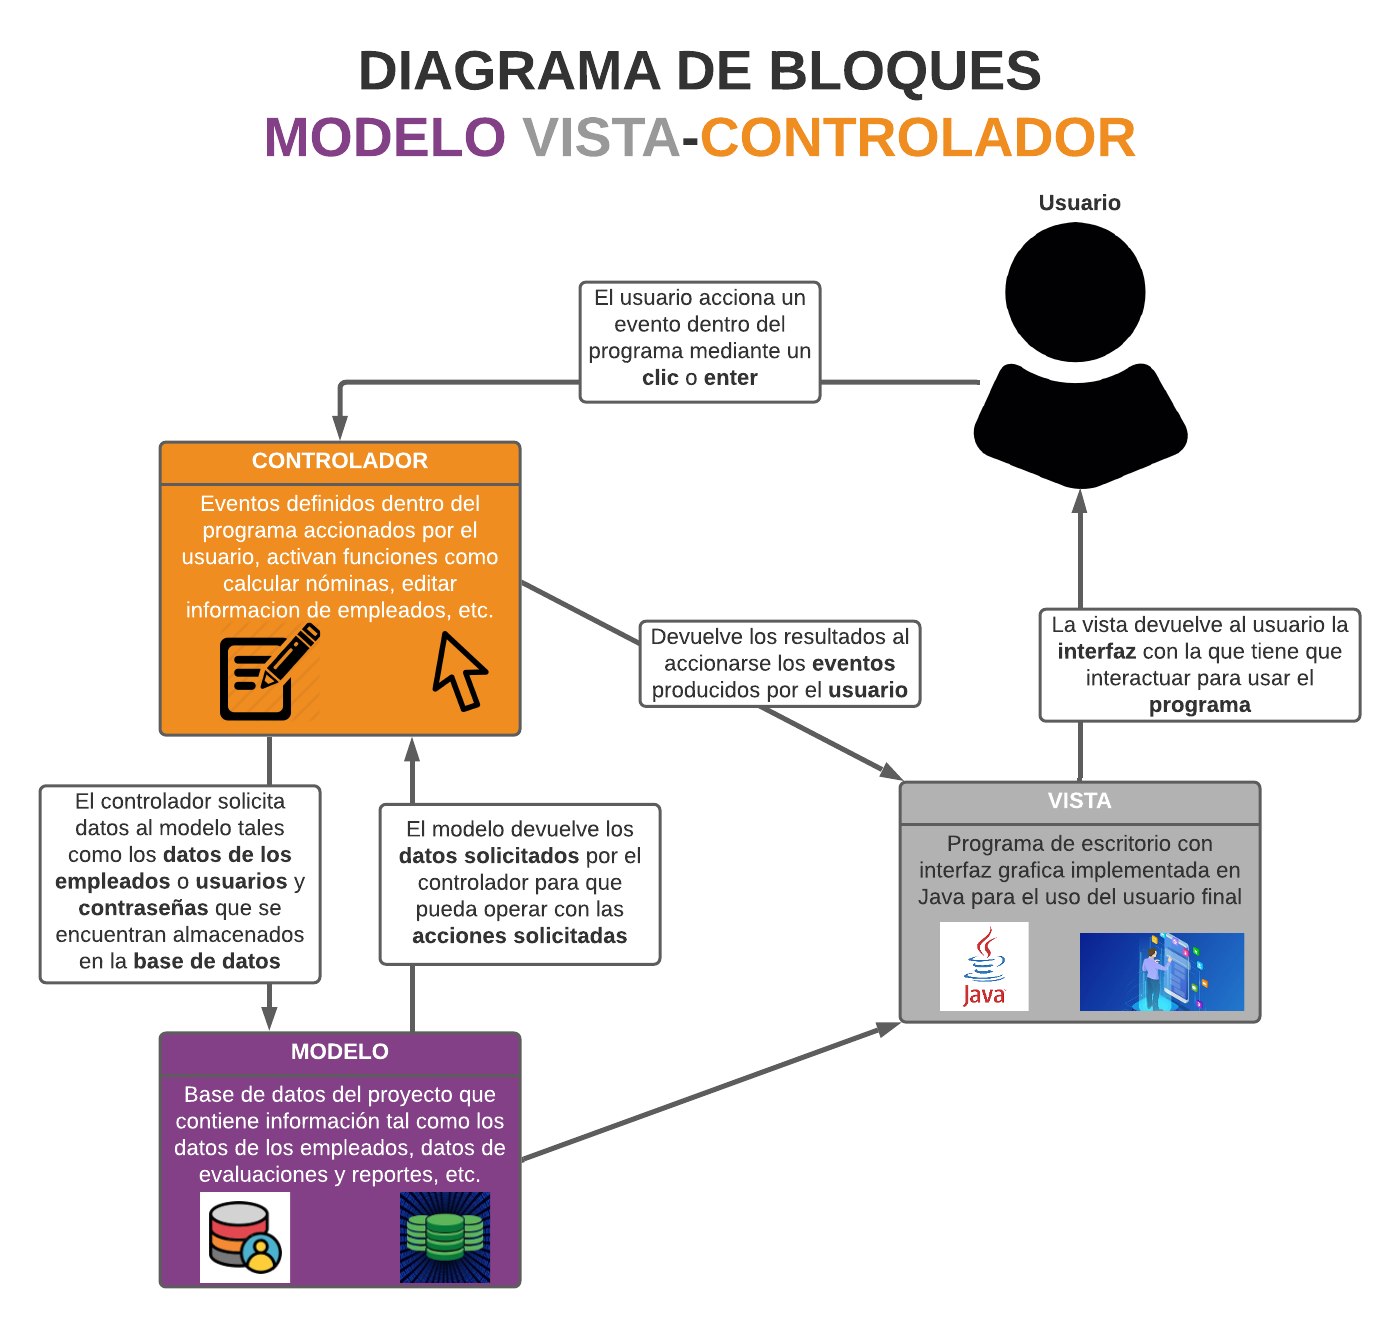 DIAGRAMA DE BLOQUES
MODELO VISTA-CONTROLADOR
Usuario
El usuario acciona un
evento dentro del
programa mediante un
clic o enter
CONTROLADOR
Eventos definidos dentro del
programa accionados por el
usuario, activan funciones como
calcular nóminas, editar
informacion de empleados, etc.
Devuelve los resultados al
accionarse los eventos
producidos por el usuario
La vista devuelve al usuario la
interfaz con la que tiene que
interactuar para usar el
programa
El controlador solicita
datos al modelo tales
como los datos de los
empleados o usuarios y
contraseñas que se
encuentran almacenados
en la base de datos
El modelo devuelve los
datos solicitados por el
controlador para que
pueda operar con las
acciones solicitadas
VISTA
Programa de escritorio con
interfaz grafica implementada en
Java para el uso del usuario final
Java
MODELO
Base de datos del proyecto que
contiene información tal como los
datos de los empleados, datos de
evaluaciones y reportes, etc.